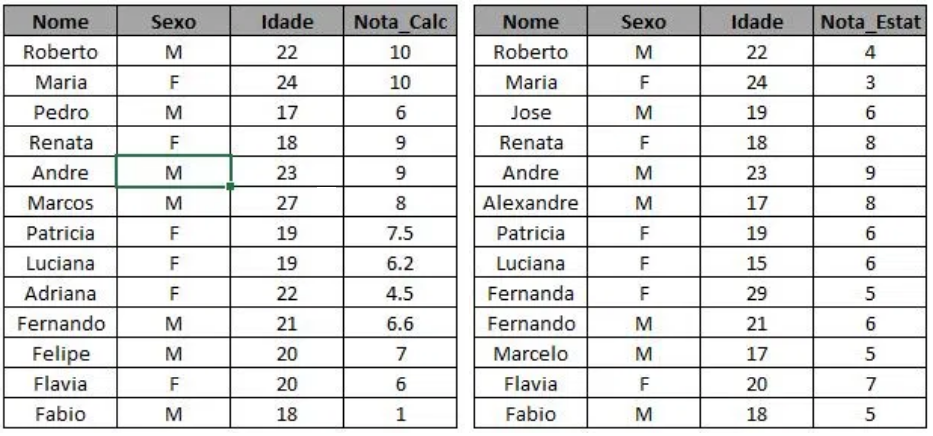 Nome Sexo Idade Nota_Calc Nome Sexo Idade Nota_Estat
Roberto M 22 10 Roberto M 22 4
Maria F 24 10 Maria F 24 3
Pedro M 17 6 Jose M 19 6
Renata F 18 9 Renata F 18 8
Andre M 23 9 Andre M 23 9
Marcos M 27 8 Alexandre M 17 8
Patricia F 19 7.5 Patricia F 19 6
Luciana F 19 6.2 Luciana F 15 6
Adriana F 22 4.5 Fernanda F 29 5
Fernando M 21 6.6 Fernando M 21 6
Felipe M 20 7 Marcelo M 17 5
Flavia F 20 6 Flavia F 20 7
Fabio M 18 1 Fabio M 18 5